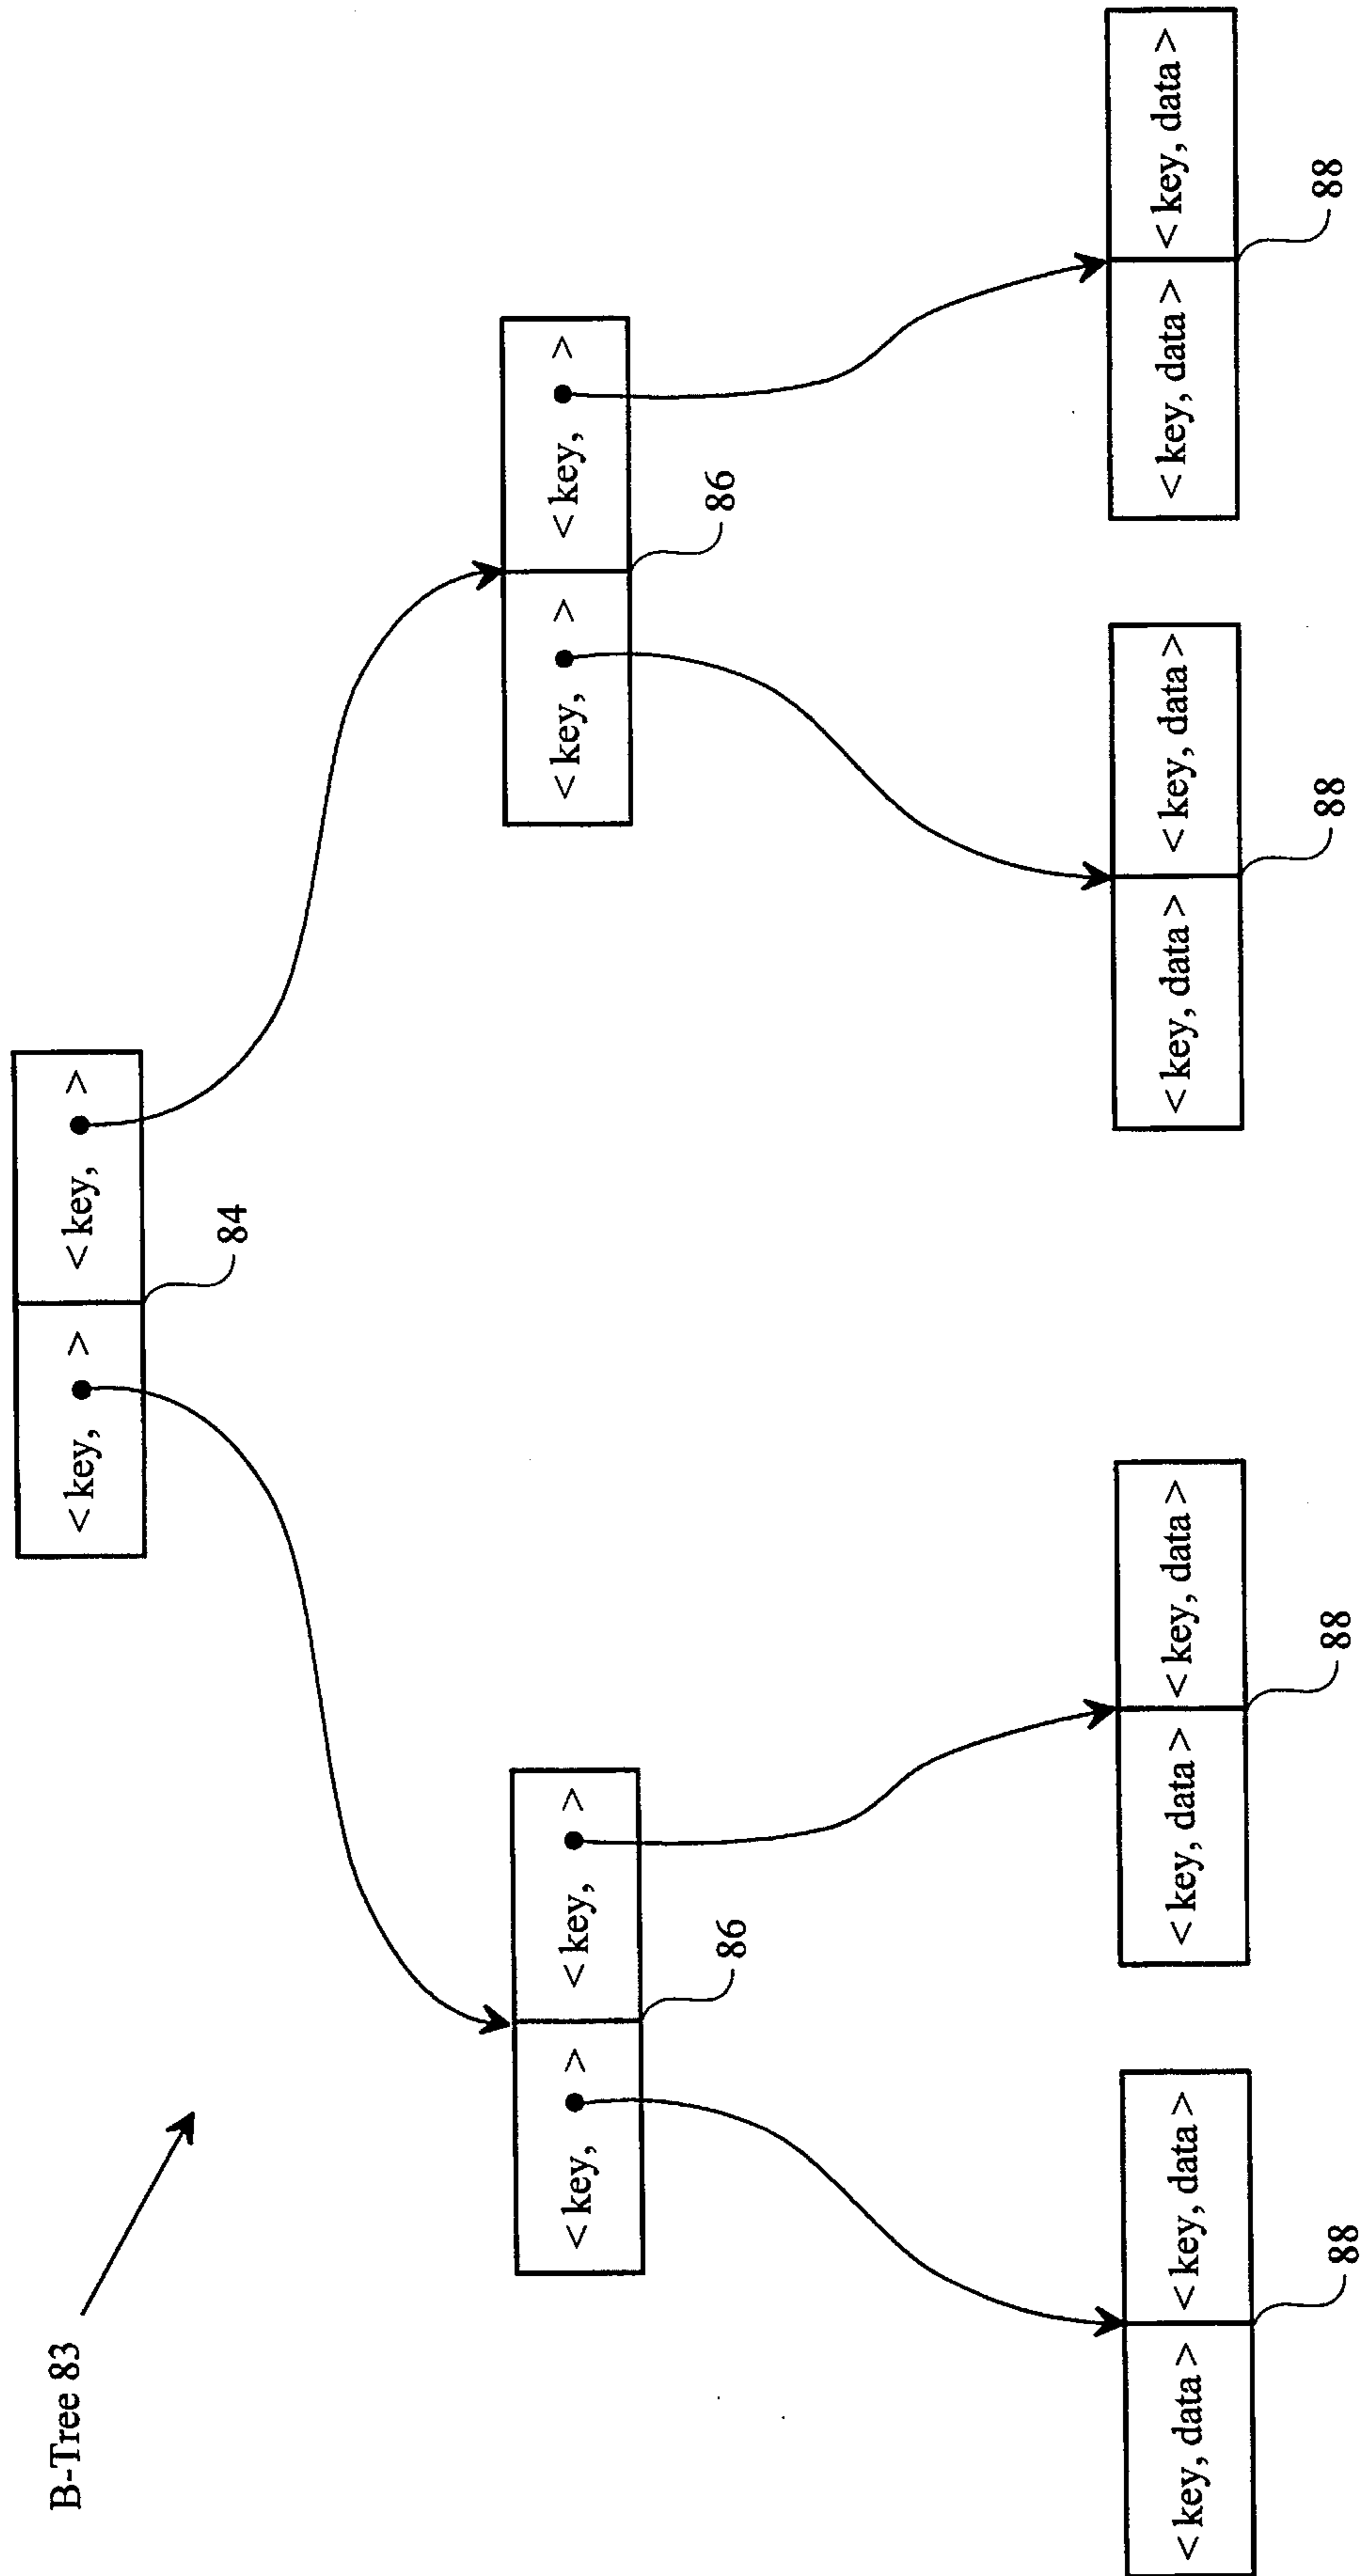 B-Tree 83
<key, > <key, >
84
<key, > <key, >
86
<key, > <key, >
86
<key, data> <key, data>
88
<key, data> <key, data>
88
<key, data> <key, data>
88
<key, data> <key, data>
88